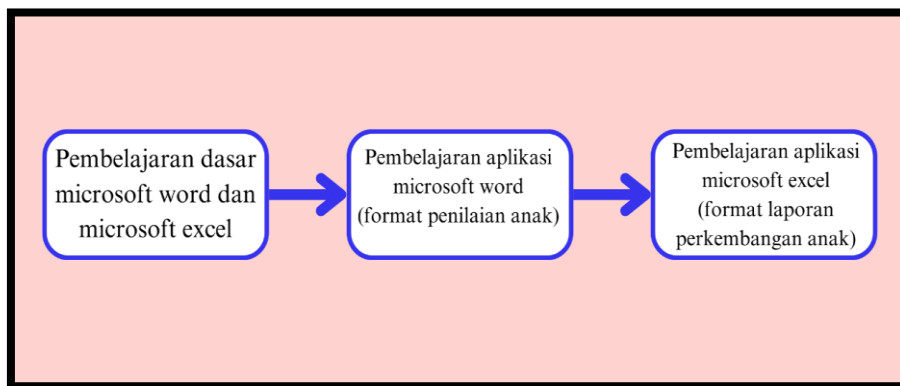 Pembelajaran dasar
microsoft word dan
microsoft excel
Pembelajaran aplikasi
microsoft word
(format penilaian anak)
Pembelajaran aplikasi
microsoft excel
(format laporan
perkembangan anak)